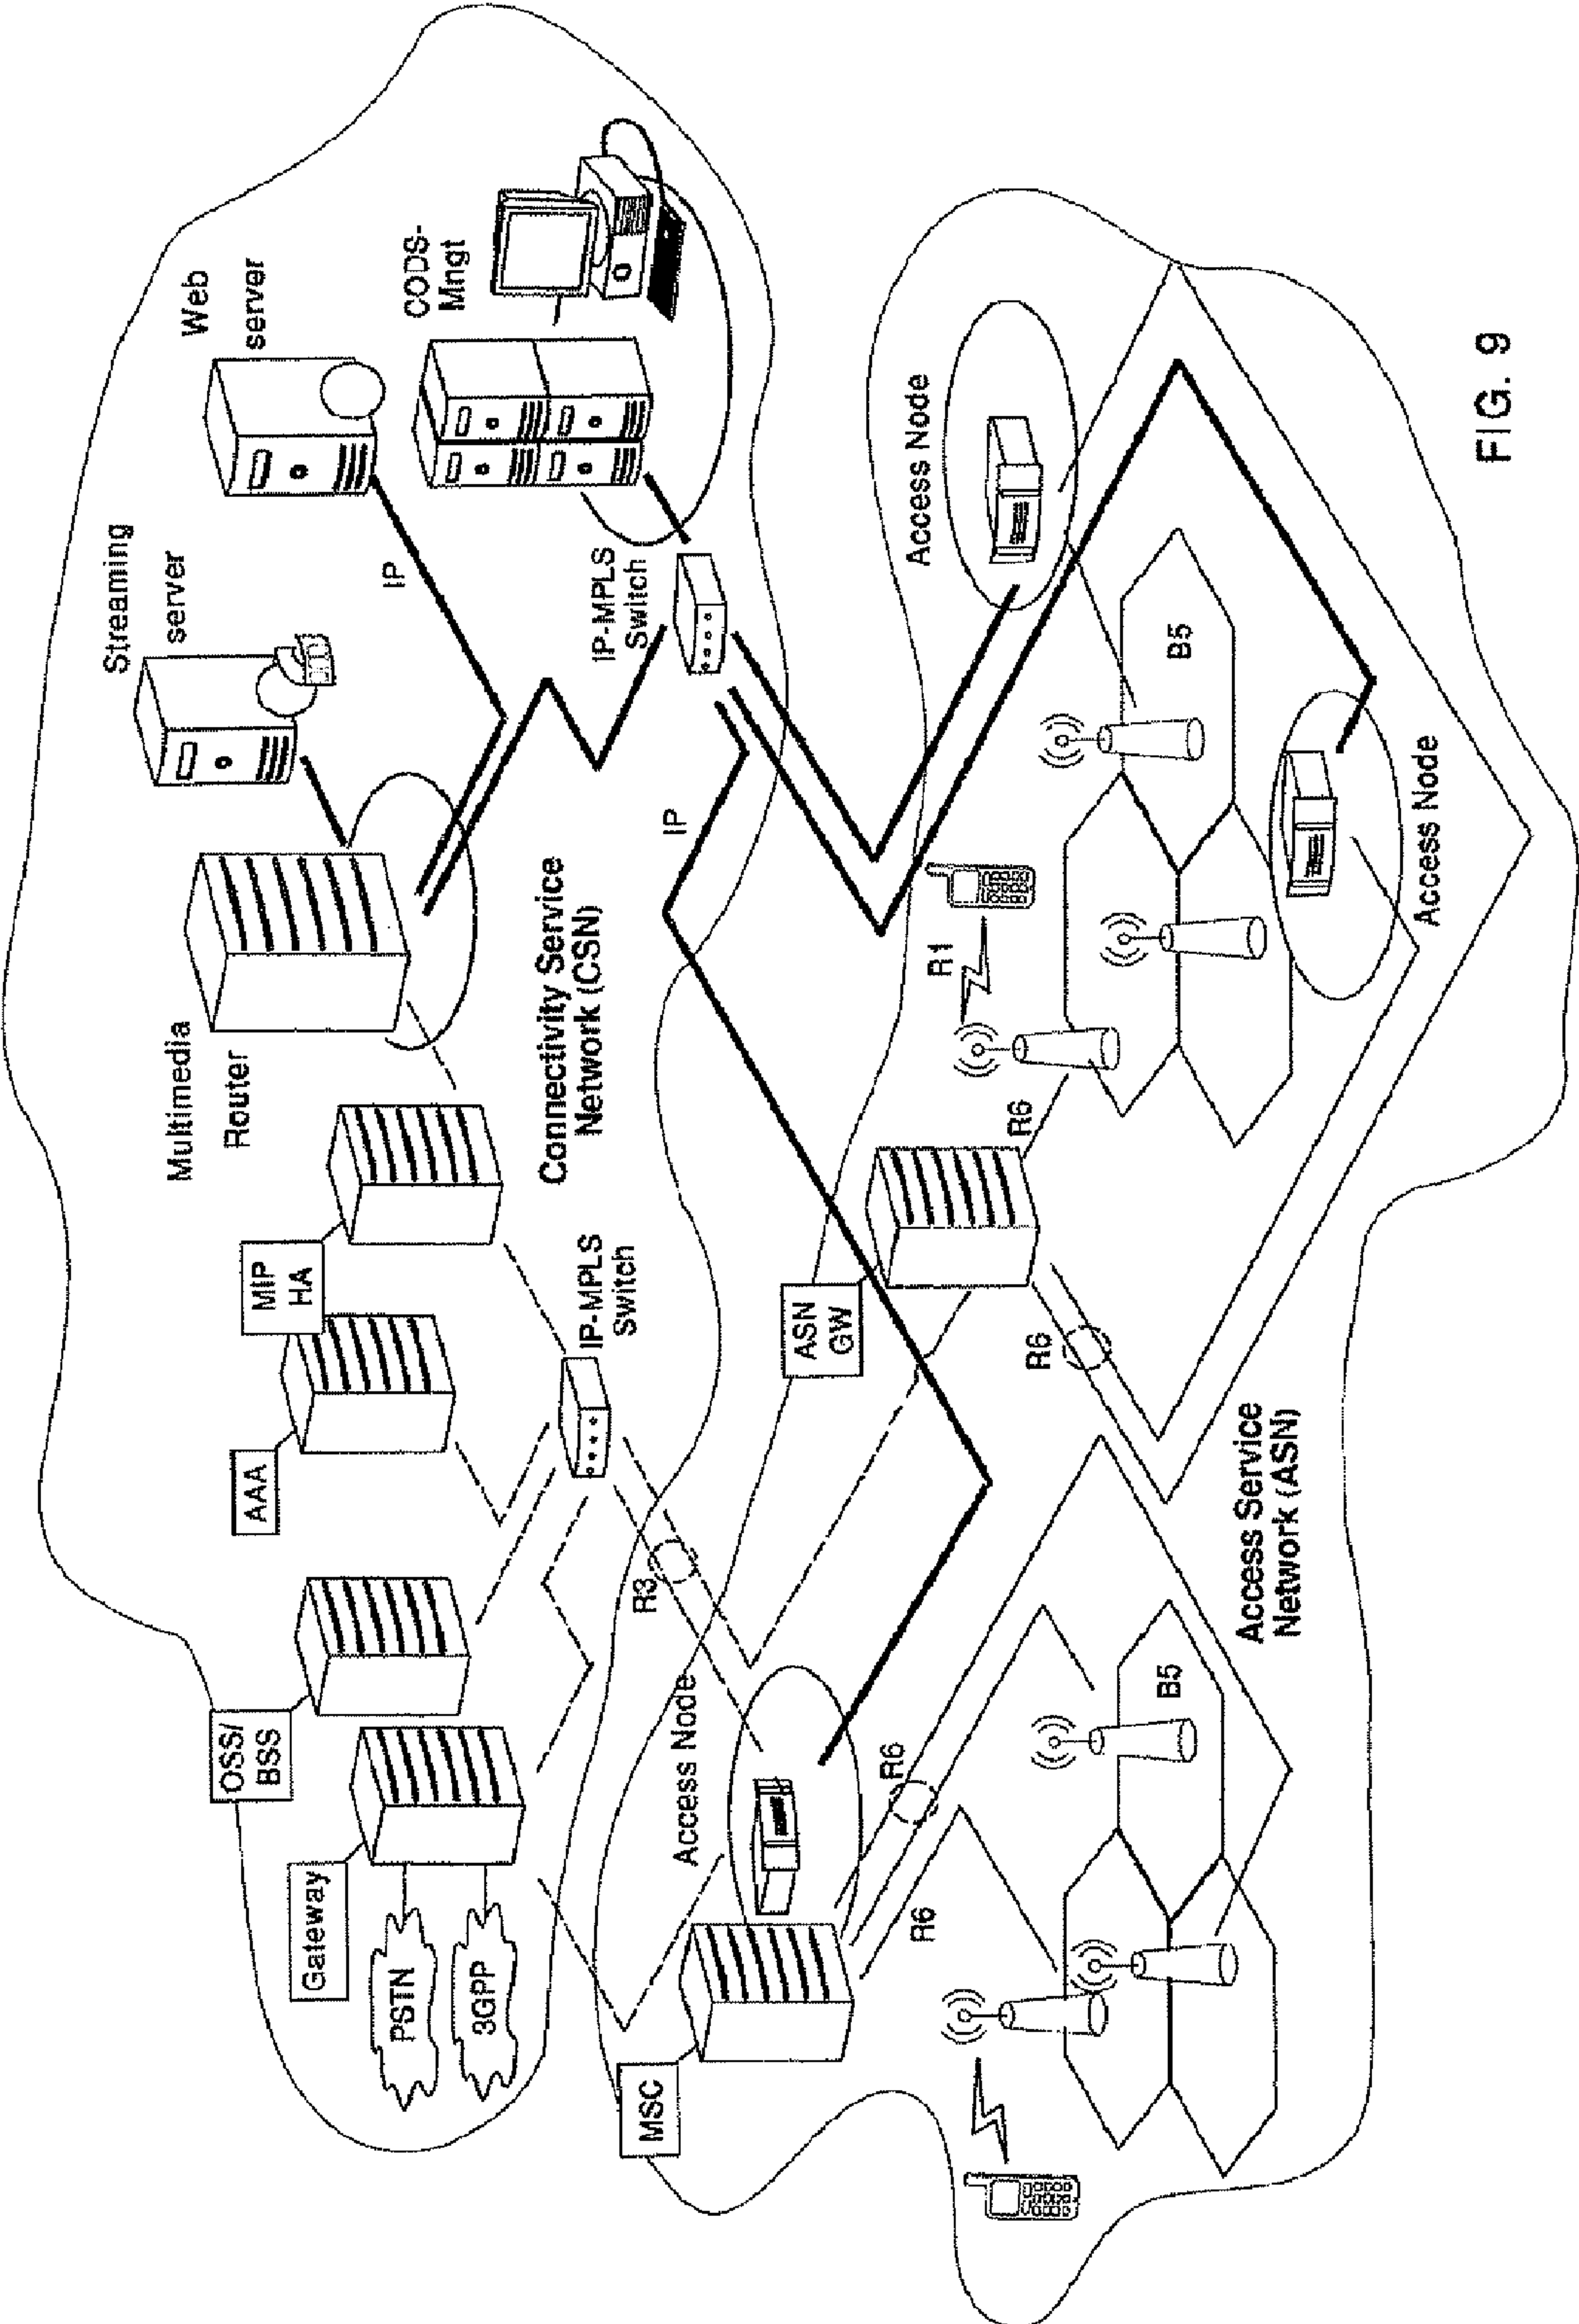 Streaming
server
Web
server
Multimedia
Router
CODS-
Mngt
IP
MIP
HA
AAA
OSS/
BSS
Gateway
PSTN
3GPP
IP-MPLS
Switch
IP-MPLS
Switch
Connectivity Service
Network (CSN)
IP
R3
MSC
Access Node
ASN
GW
Access Node
R1
R6
R6
R6
R6
B5
B5
Access Node
Access Service
Network (ASN)
FIG. 9